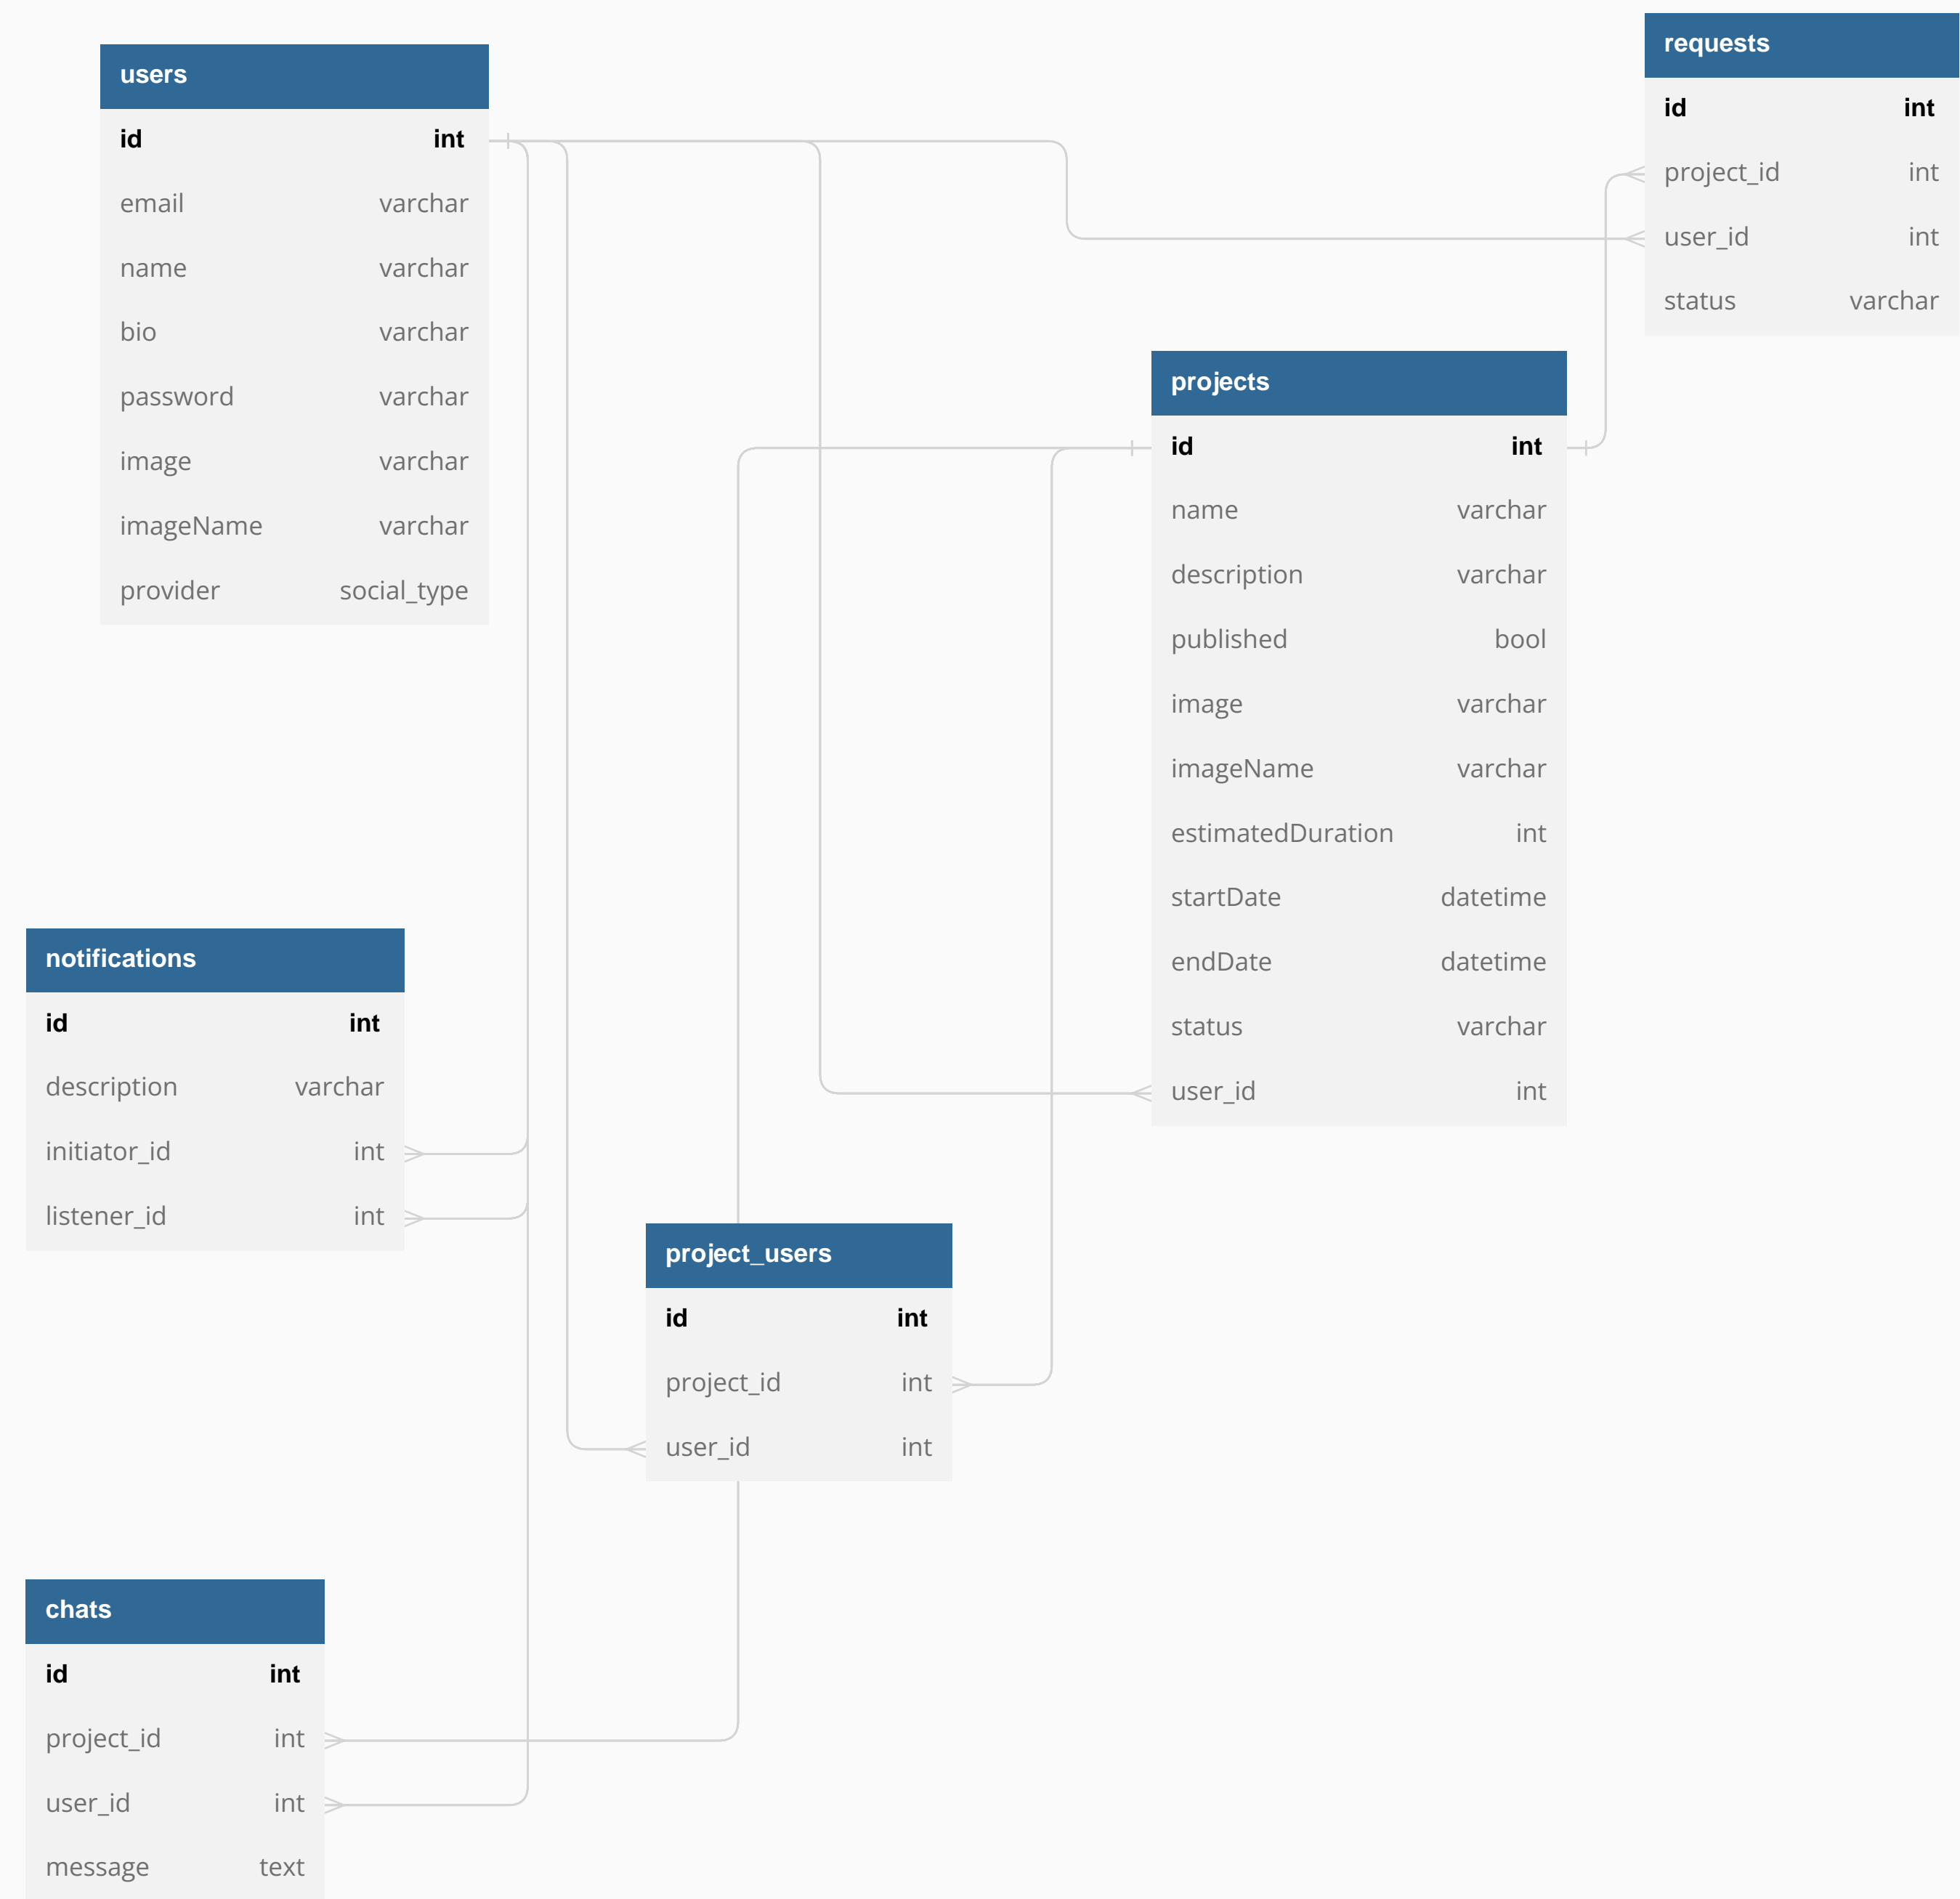 users
id int
email varchar
name varchar
bio varchar
password varchar
image varchar
imageName varchar
provider social_type
requests
id int
project_id int
user_id int
status varchar
projects
id int
name varchar
description varchar
published bool
image varchar
imageName varchar
estimatedDuration int
startDate datetime
endDate datetime
status varchar
user_id int
notifications
id int
description varchar
initiator_id int
listener_id int
project_users
id int
project_id int
user_id int
chats
id int
project_id int
user_id int
message text